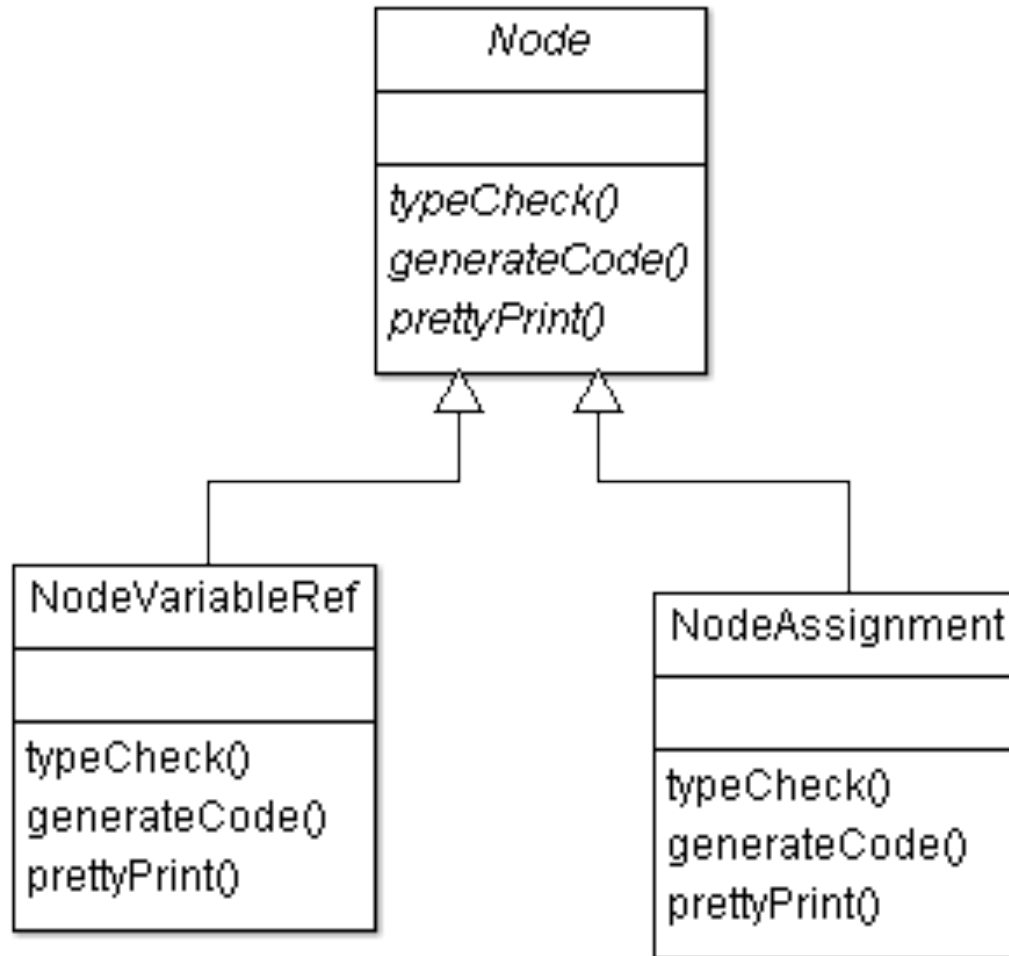 Node
typeCheck()
generateCode()
prettyPrint()
NodeVariableRef
typeCheck()
generateCode()
prettyPrint()
NodeAssignment
typeCheck()
generateCode()
prettyPrint()